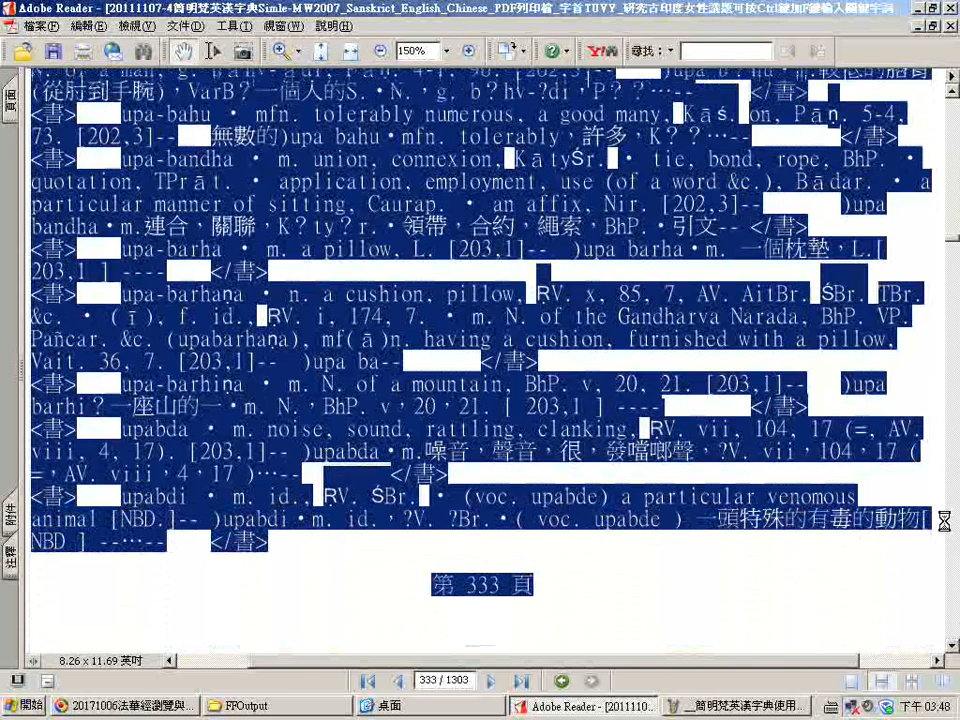 Adobe Reader - [20111107-4簡明梵英漢字典Simle-MW2007_Sanskrict_English_Chinese_PDF列印檔_字首TUVY_研究古印度女性議題可按Ctrl鍵加F鍵輸入關鍵字詞
檔案(F) 編輯(E) 檢視(V) 文件(D) 工具(T) 視窗(W) 說明(H)
150% Y! 尋找：
頁面
(從肘到手腕)，VarB？一個人的S.‧N.，g. b？hv-?di，P？？…-- </書>
<書> upa-bahu ‧ mfn. tolerably numerous, a good many, Kāś. on, Pāṇ. 5-4,
73. [202,3]-- 無數的)upa bahu‧mfn. tolerably，許多，K？？…-- </書>
<書> upa-bandha ‧ m. union, connexion, KātyŚr. ‧ tie, bond, rope, BhP. ‧
quotation, TPrāt. ‧ application, employment, use (of a word &c.), Bādar. ‧ a
particular manner of sitting, Caurap. ‧ an affix, Nir. [202,3]-- )upa
bandha‧m.連合，關聯，K？ty？r.‧領帶，合約，繩索，BhP.‧引文-- </書>
<書> upa-barha ‧ m. a pillow, L. [203,1]-- )upa barha‧m. 一個枕墊，L.[
203,1 ] ---- </書>
<書> upa-barhaṇa ‧ n. a cushion, pillow, RV. x, 85, 7, AV. AitBr. ŚBr. TBr.
&c. ‧ (ī), f. id., RV. i, 174, 7. ‧ m. N. of the Gandharva Narada, BhP. VP.
Pañcar. &c. (upabarhaṇa), mf(ā)n. having a cushion, furnished with a pillow,
Vait. 36, 7. [203,1]-- )upa ba-- </書>
<書> upa-barhiṇa ‧ m. N. of a mountain, BhP. v, 20, 21. [203,1]-- )upa
barhi？一座山的一‧m. N.，BhP. v，20，21. [ 203,1 ] ---- </書>
<書> upabda ‧ m. noise, sound, rattling, clanking, RV. vii, 104, 17 (=, AV.
viii, 4, 17). [203,1]-- )upabda‧m.噪音，聲音，很，發噹啷聲，?V. vii，104，17 (
=，AV. viii，4，17 )…-- </書>
<書> upabdi ‧ m. id., RV. ŚBr. ‧ (voc. upabde) a particular venomous
animal [NBD.]-- )upabdi‧m. id.，?V. ?Br.‧( voc. upabde ) 一頭特殊的有毒的動物[
NBD ] --…-- </書>
附件
注釋
第 333 頁
8.26 x 11.69 英吋
333 / 1303
開始 20171006法華經瀏覽與... FFOutput 桌面 Adobe Reader - [2011110... __簡明梵英漢字典使用... 下午 03:48